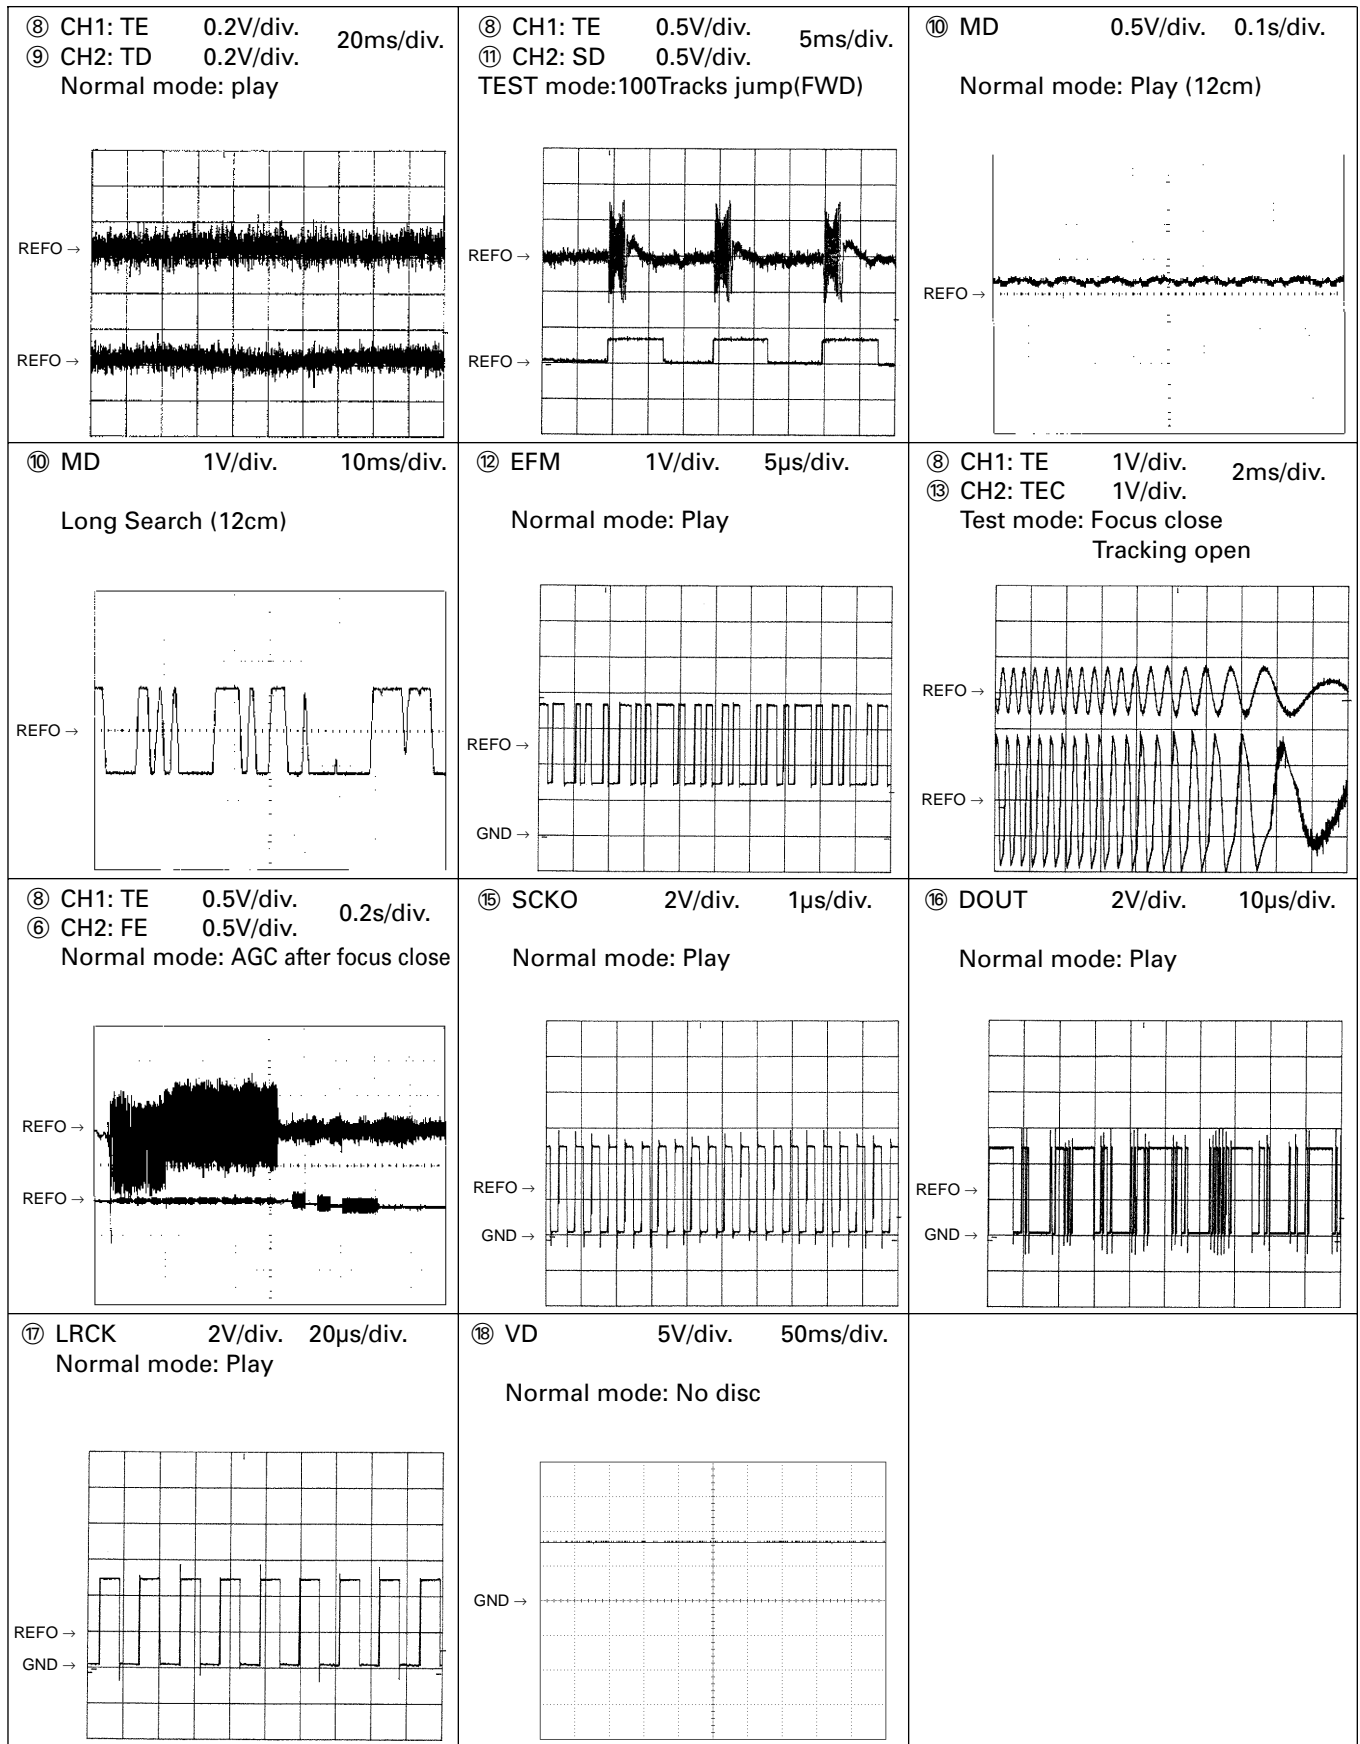 ⑧ CH1: TE 0.2V/div. 20ms/div.
⑨ CH2: TD 0.2V/div.
Normal mode: play
REFO →
REFO →
⑧ CH1: TE 0.5V/div. 5ms/div.
⑪ CH2: SD 0.5V/div.
TEST mode:100Tracks jump(FWD)
REFO →
REFO →
⑩ MD 0.5V/div. 0.1s/div.
Normal mode: Play (12cm)
REFO →
⑩ MD 1V/div. 10ms/div.
Long Search (12cm)
REFO →
⑫ EFM 1V/div. 5µs/div.
Normal mode: Play
REFO →
GND →
⑧ CH1: TE 1V/div. 2ms/div.
⑬ CH2: TEC 1V/div.
Test mode: Focus close
Tracking open
REFO →
REFO →
⑧ CH1: TE 0.5V/div. 0.2s/div.
⑥ CH2: FE 0.5V/div.
Normal mode: AGC after focus close
REFO →
REFO →
⑮ SCKO 2V/div. 1µs/div.
Normal mode: Play
REFO →
GND →
⑯ DOUT 2V/div. 10µs/div.
Normal mode: Play
REFO →
GND →
⑰ LRCK 2V/div. 20µs/div.
Normal mode: Play
REFO →
GND →
⑱ VD 5V/div. 50ms/div.
Normal mode: No disc
GND →